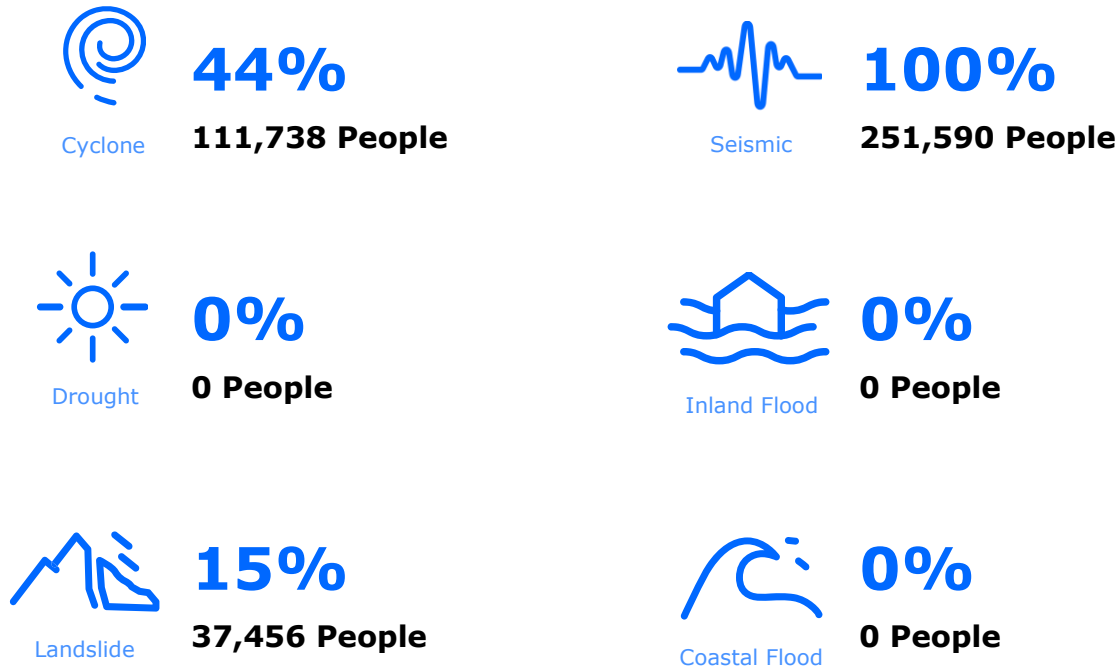 44%
111,738 People
Cyclone
100%
251,590 People
Seismic
0%
0 People
Drought
0%
0 People
Inland Flood
15%
37,456 People
Landslide
0%
0 People
Coastal Flood